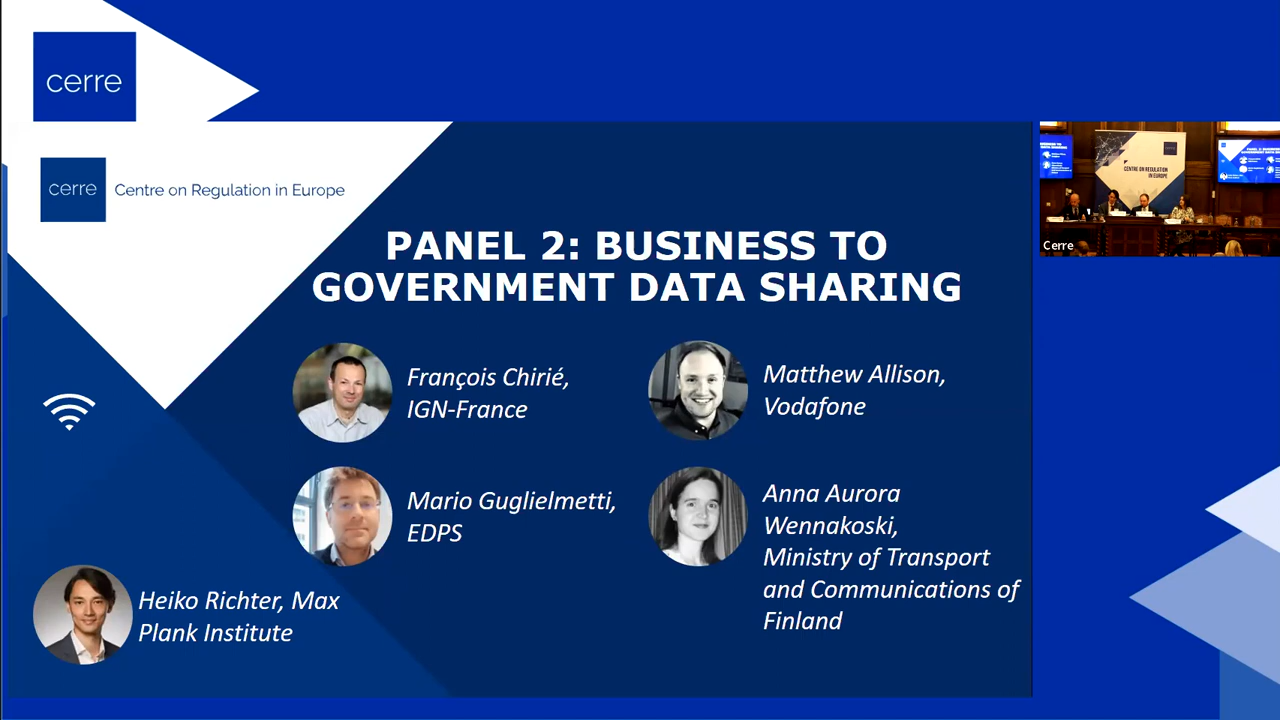 cerre
cerre
Centre on Regulation in Europe
PANEL 2: BUSINESS TO
GOVERNMENT DATA SHARING
François Chirié,
IGN-France
Matthew Allison,
Vodafone
Mario Guglielmetti,
EDPS
Anna Aurora
Wennakoski,
Ministry of Transport
and Communications of
Finland
Heiko Richter, Max
Plank Institute
CENTRE ON REGULATION
IN EUROPE
Cerre